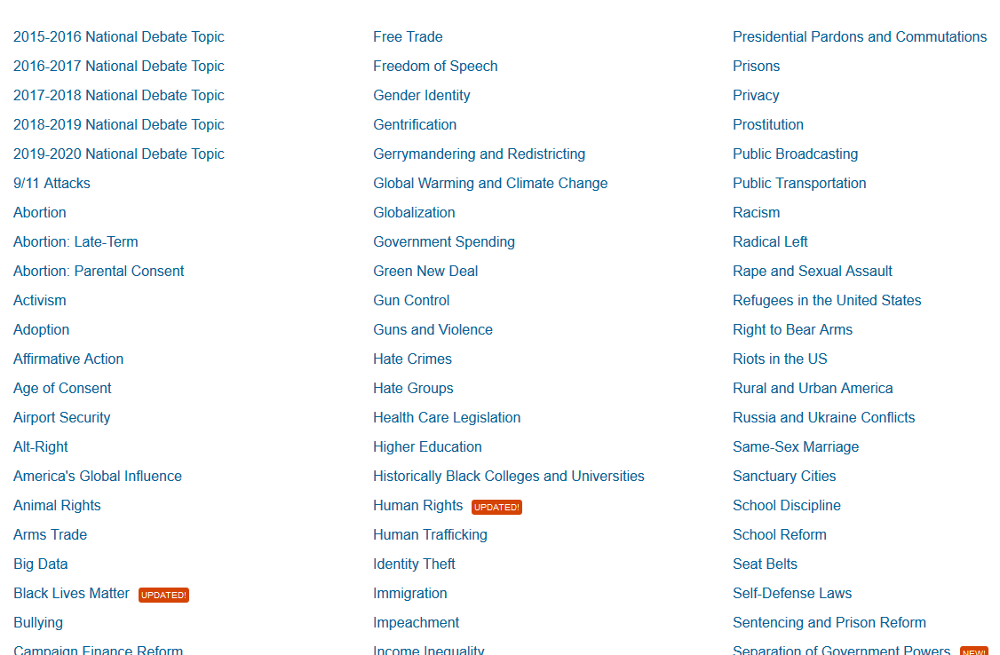 2015-2016 National Debate Topic
2016-2017 National Debate Topic
2017-2018 National Debate Topic
2018-2019 National Debate Topic
2019-2020 National Debate Topic
9/11 Attacks
Abortion
Abortion: Late-Term
Abortion: Parental Consent
Activism
Adoption
Affirmative Action
Age of Consent
Airport Security
Alt-Right
America's Global Influence
Animal Rights
Arms Trade
Big Data
Black Lives Matter UPDATED!
Bullying
Campaign Finance Reform
Free Trade
Freedom of Speech
Gender Identity
Gentrification
Gerrymandering and Redistricting
Global Warming and Climate Change
Globalization
Government Spending
Green New Deal
Gun Control
Guns and Violence
Hate Crimes
Hate Groups
Health Care Legislation
Higher Education
Historically Black Colleges and Universities
Human Rights UPDATED!
Human Trafficking
Identity Theft
Immigration
Impeachment
Income Inequality
Presidential Pardons and Commutations
Prisons
Privacy
Prostitution
Public Broadcasting
Public Transportation
Racism
Radical Left
Rape and Sexual Assault
Refugees in the United States
Right to Bear Arms
Riots in the US
Rural and Urban America
Russia and Ukraine Conflicts
Same-Sex Marriage
Sanctuary Cities
School Discipline
School Reform
Seat Belts
Self-Defense Laws
Sentencing and Prison Reform
Separation of Government Powers NEW!